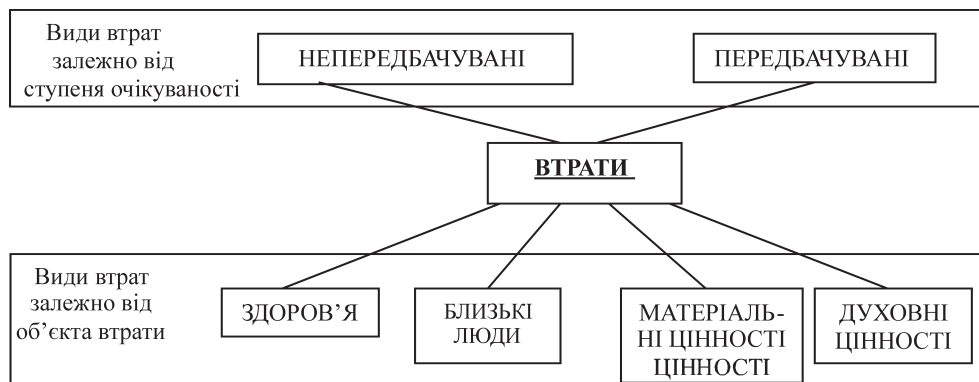 Види втрат
залежно від
ступеня очікуваності
НЕПЕРЕДБАЧУВАНІ
ПЕРЕДБАЧУВАНІ
ВТРАТИ
Види втрат
залежно від
об’єкта втрати
ЗДОРОВ’Я
БЛИЗЬКІ
ЛЮДИ
МАТЕРІАЛЬ-
НІ ЦІННОСТІ
ЦІННОСТІ
ДУХОВНІ
ЦІННОСТІ